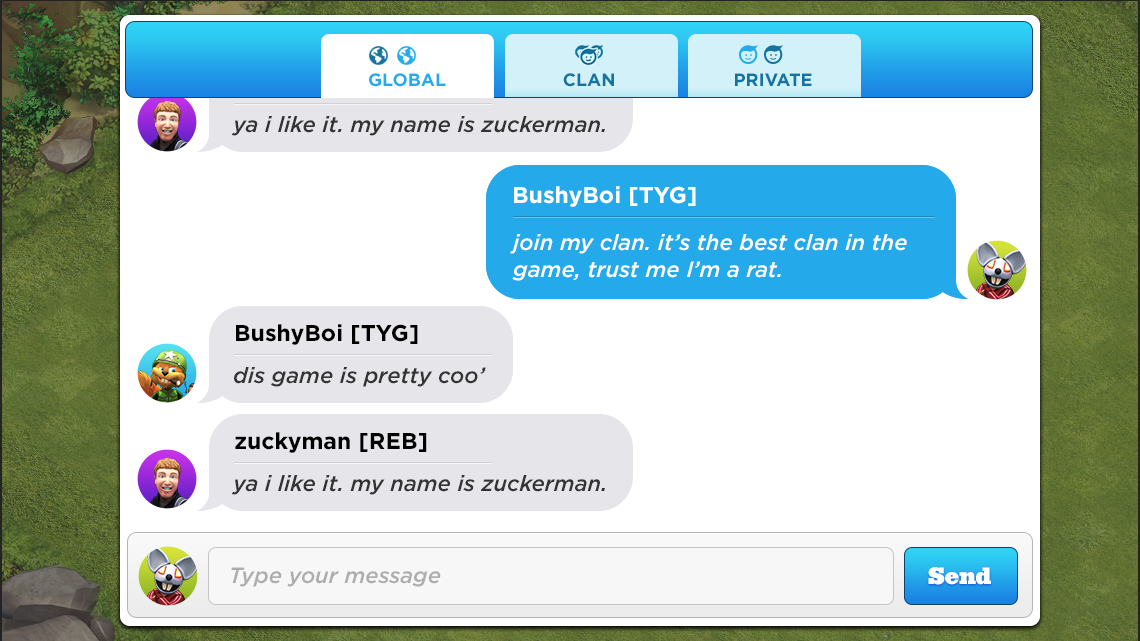 GLOBAL
CLAN
PRIVATE
ya i like it. my name is zuckerman.
BushyBoi [TYG]
join my clan. it’s the best clan in the
game, trust me I’m a rat.
BushyBoi [TYG]
dis game is pretty coo’
zuckyman [REB]
ya i like it. my name is zuckerman.
Type your message
Send